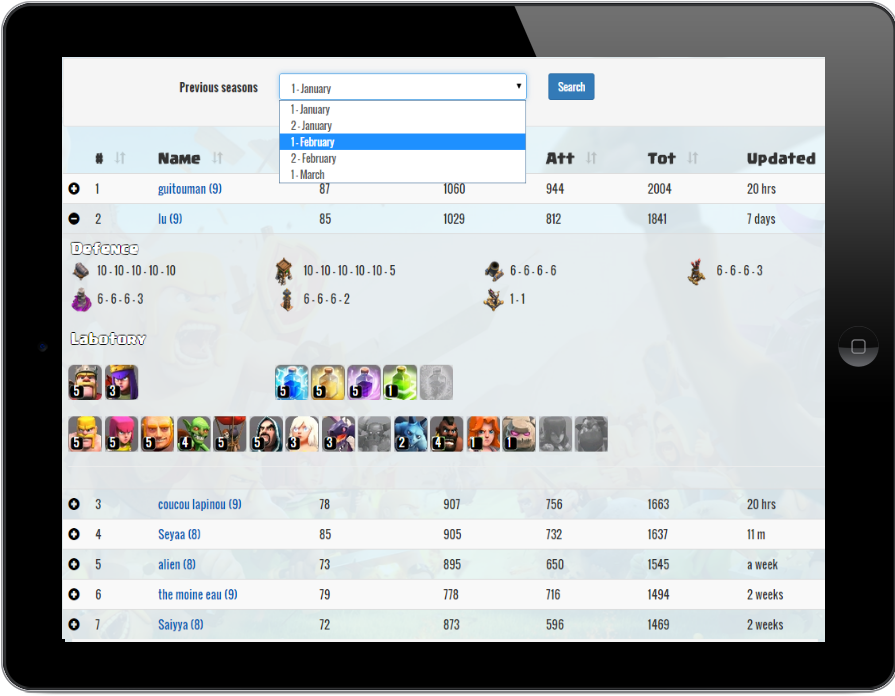 Previous seasons 1 - January Search
1 - January
2 - January
1 - February
2 - February
1 - March
# Name Att Tot Updated
1 guitouman (9) 87 1060 944 2004 20 hrs
2 lu (9) 85 1029 812 1841 7 days
Defence
10 - 10 - 10 - 10 - 10 10 - 10 - 10 - 10 - 10 - 5 6 - 6 - 6 - 6 6 - 6 - 6 - 3
6 - 6 - 6 - 3 6 - 6 - 6 - 2 1 - 1
Labotory
5 3 5 5 5 1
5 5 5 4 5 5 3 3 2 4 1 1
3 coucou lapinou (9) 78 907 756 1663 20 hrs
4 Seyaa (8) 85 905 732 1637 11 m
5 alien (8) 73 895 650 1545 a week
6 the moine eau (9) 79 778 716 1494 2 weeks
7 Saiyya (8) 72 873 596 1469 2 weeks